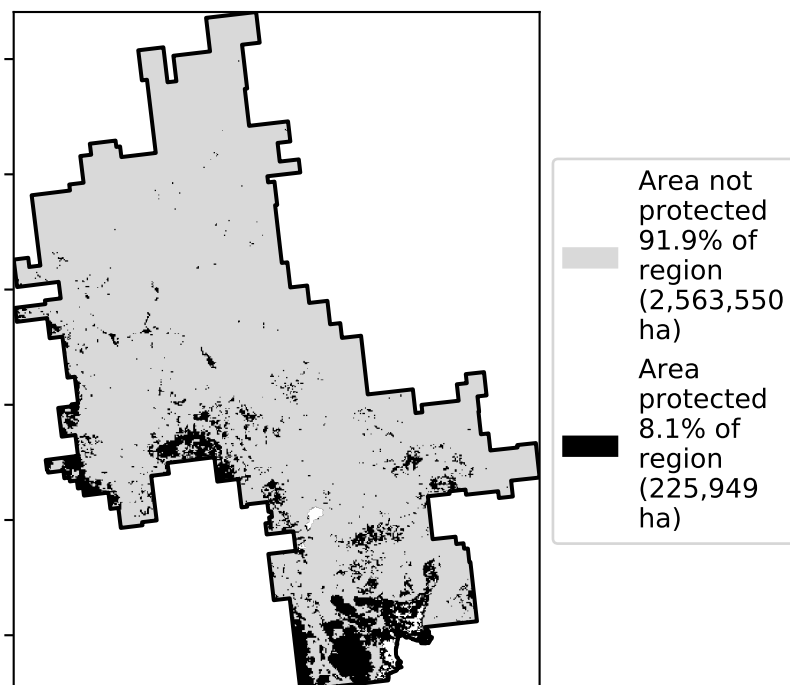 Area not
protected
91.9% of
region
(2,563,550
ha)
Area
protected
8.1% of
region
(225,949
ha)